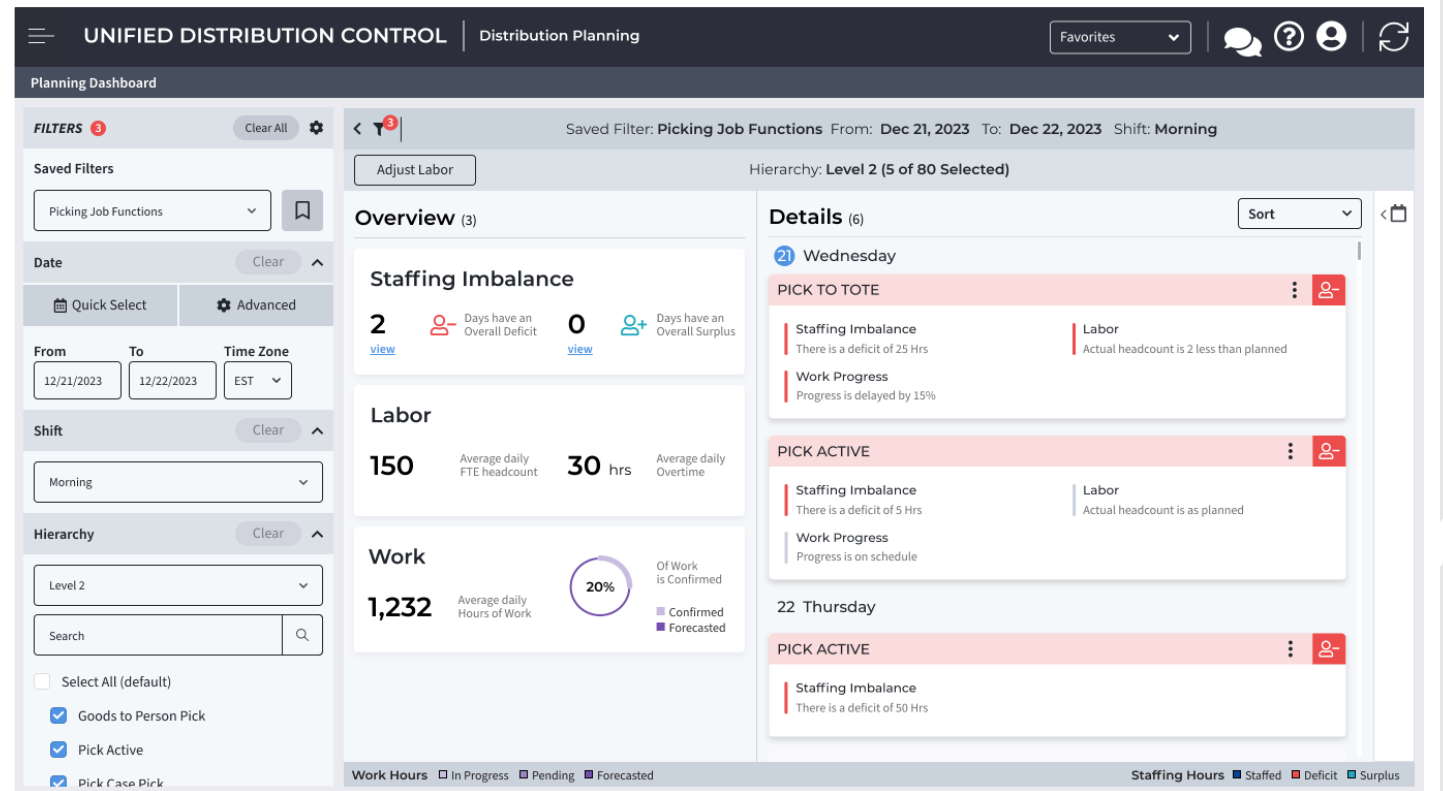 UNIFIED DISTRIBUTION CONTROL
Distribution Planning
Favorites
Planning Dashboard
FILTERS 3
Clear All
Saved Filters
Picking Job Functions
Date
Clear
Quick Select
Advanced
From
To
Time Zone
12/21/2023
12/22/2023
EST
Shift
Clear
Morning
Hierarchy
Clear
Level 2
Search
Select All (default)
Goods to Person Pick
Pick Active
Pick Case Pick
3
Saved Filter: Picking Job Functions From: Dec 21, 2023 To: Dec 22, 2023 Shift: Morning
Adjust Labor
Hierarchy: Level 2 (5 of 80 Selected)
Overview (3)
Staffing Imbalance
2
view
Days have an
Overall Deficit
0
view
Days have an
Overall Surplus
Labor
150
Average daily
FTE headcount
30 hrs
Average daily
Overtime
Work
1,232
Average daily
Hours of Work
20%
Of Work
is Confirmed
Confirmed
Forecasted
Details (6)
Sort
21 Wednesday
PICK TO TOTE
Staffing Imbalance
There is a deficit of 25 Hrs
Labor
Actual headcount is 2 less than planned
Work Progress
Progress is delayed by 15%
PICK ACTIVE
Staffing Imbalance
There is a deficit of 5 Hrs
Labor
Actual headcount is as planned
Work Progress
Progress is on schedule
22 Thursday
PICK ACTIVE
Staffing Imbalance
There is a deficit of 50 Hrs
Work Hours In Progress Pending Forecasted
Staffing Hours Staffed Deficit Surplus